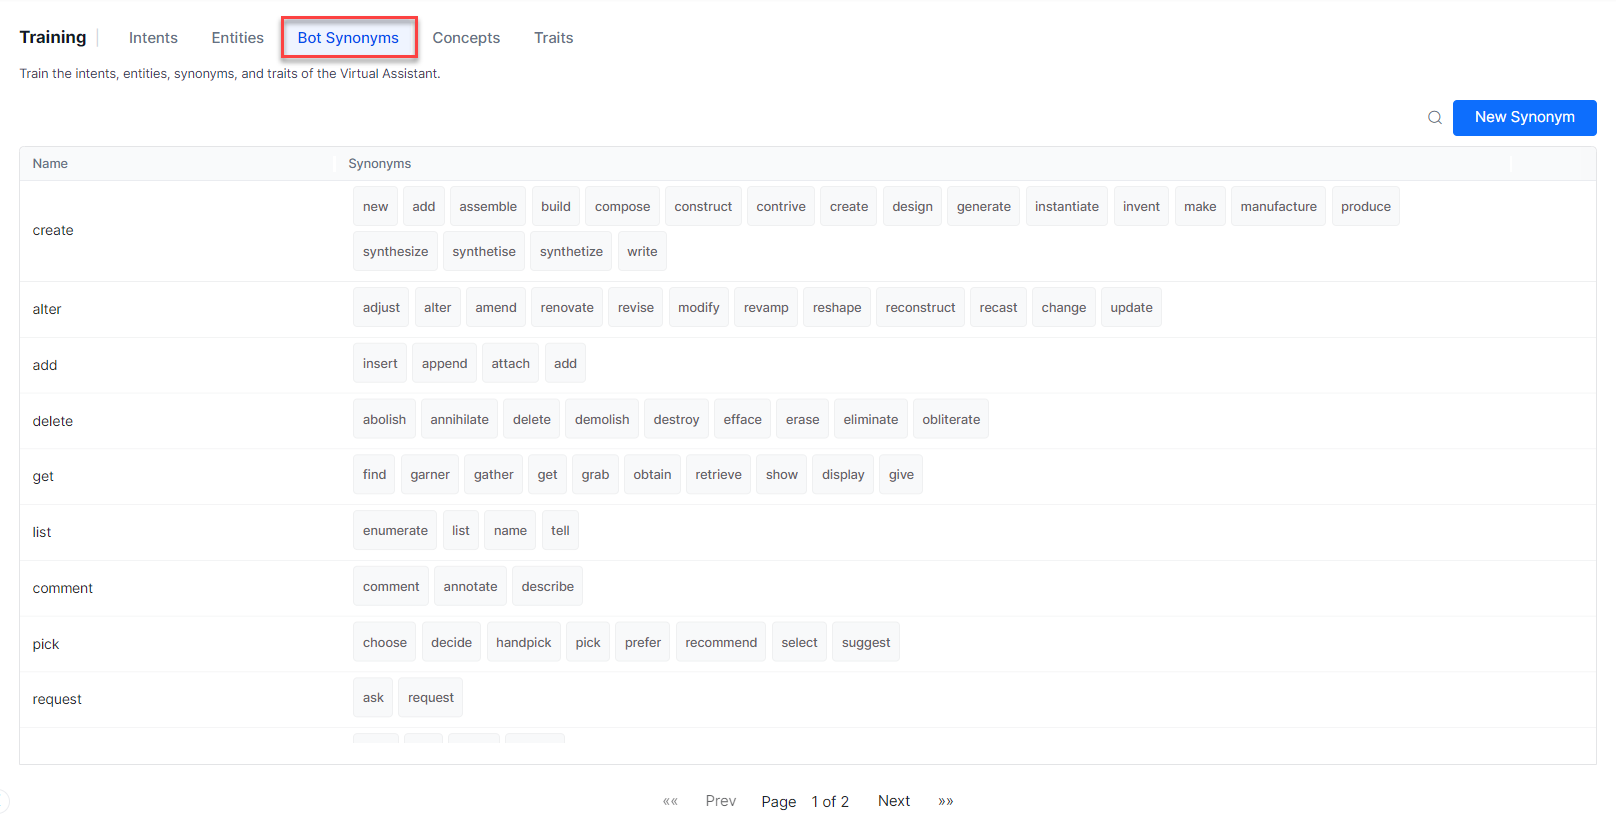 Training Intents Entities Bot Synonyms Concepts Traits
Train the intents, entities, synonyms, and traits of the Virtual Assistant.
New Synonym
Name Synonyms
create
new add assemble build compose construct contrive create design generate instantiate invent make manufacture produce
synthesize synthetise synthetize write
alter adjust alter amend renovate revise modify revamp reshape reconstruct recast change update
add insert append attach add
delete abolish annihilate delete demolish destroy efface erase eliminate obliterate
get find garner gather get grab obtain retrieve show display give
list enumerate list name tell
comment comment annotate describe
pick choose decide handpick pick prefer recommend select suggest
request ask request
«« Prev Page 1 of 2 Next »»